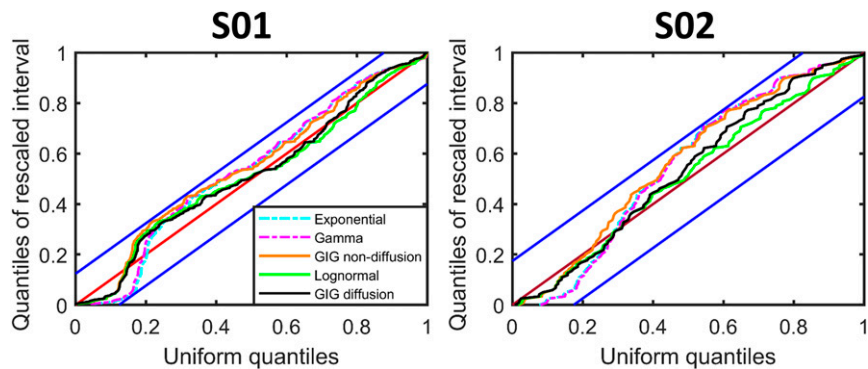 S01
Quantiles of rescaled interval
1
0.8
0.6
0.4
0.2
0
0 0.2 0.4 0.6 0.8 1
Uniform quantiles
Exponential
Gamma
GIG non-diffusion
Lognormal
GIG diffusion
S02
Quantiles of rescaled interval
1
0.8
0.6
0.4
0.2
0
0 0.2 0.4 0.6 0.8 1
Uniform quantiles